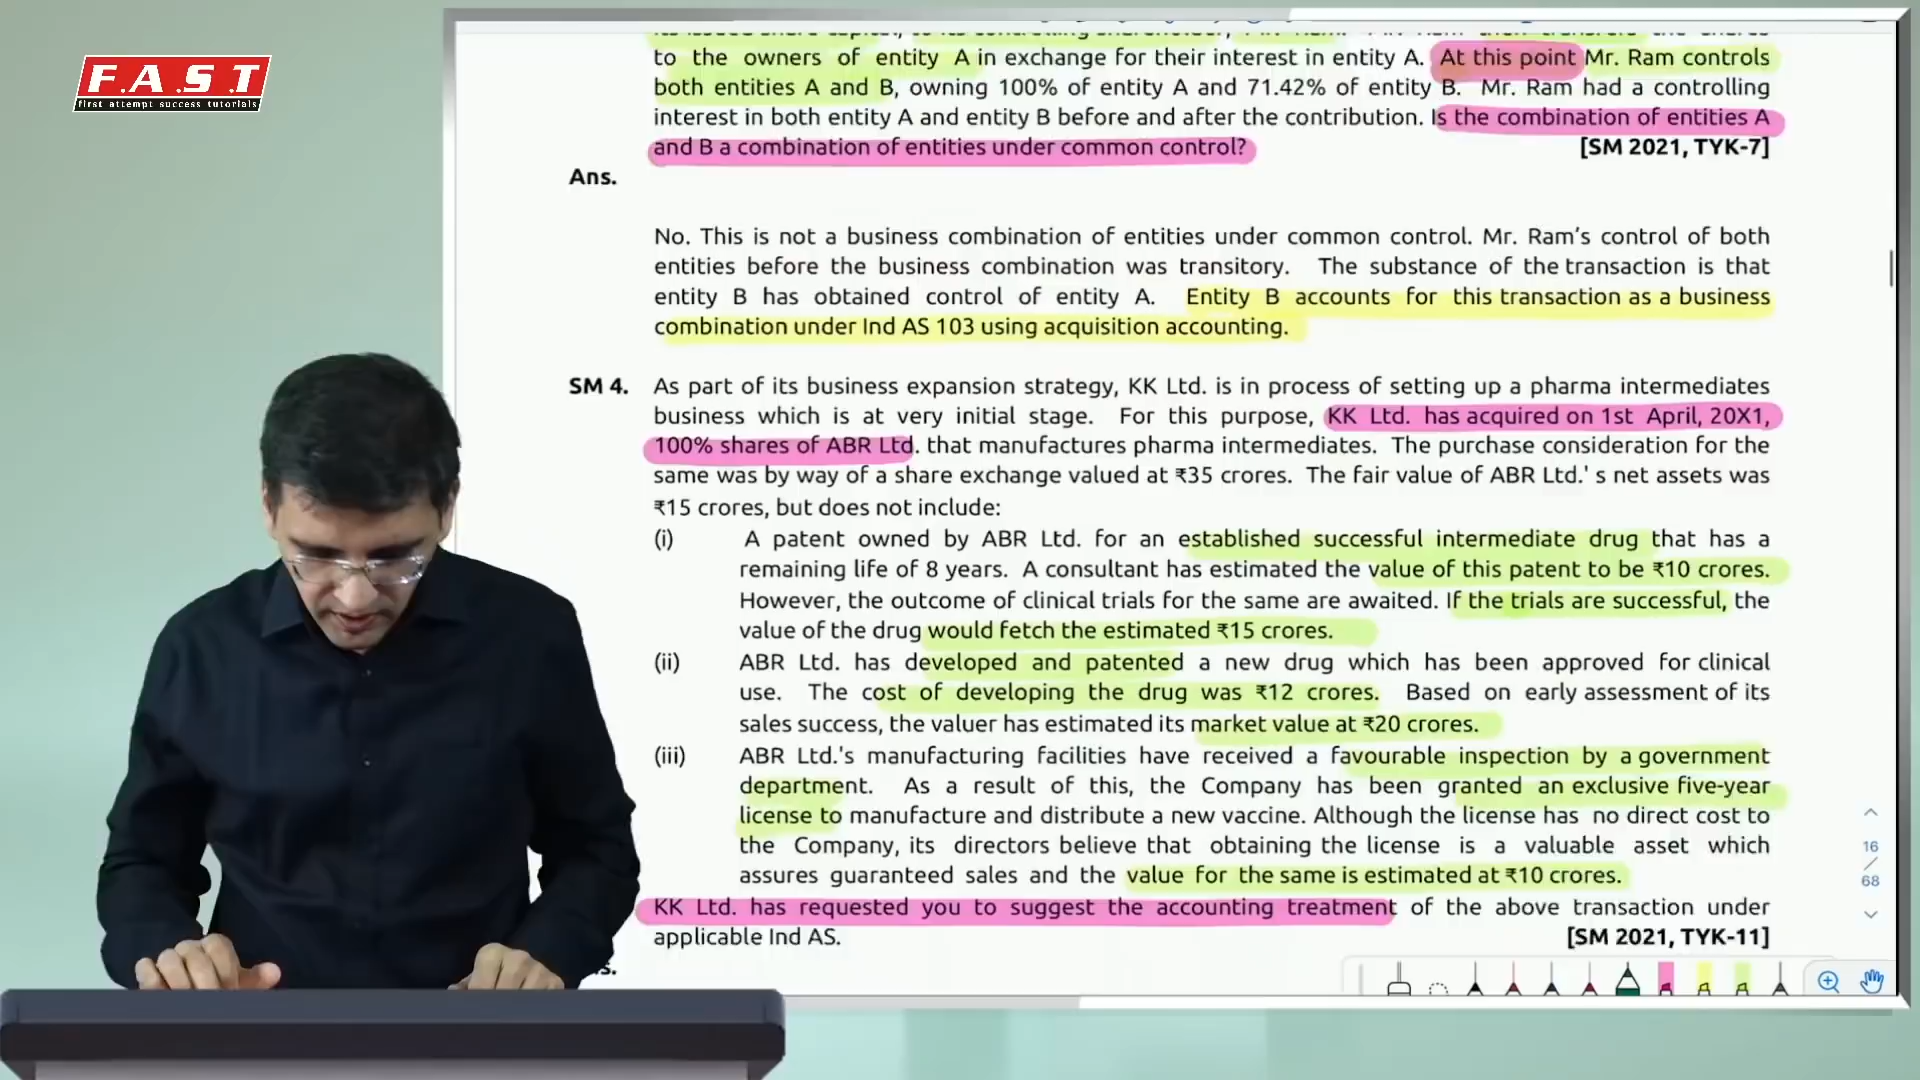 F.A.S.T
first attempt success tutorials
its issued share capital, to its controlling shareholder, Mr. Ram. Mr. Ram then transfers the shares
to the owners of entity A in exchange for their interest in entity A. At this point Mr. Ram controls
both entities A and B, owning 100% of entity A and 71.42% of entity B. Mr. Ram had a controlling
interest in both entity A and entity B before and after the contribution. Is the combination of entities A
and B a combination of entities under common control? [SM 2021, TYK-7]
Ans.
No. This is not a business combination of entities under common control. Mr. Ram’s control of both
entities before the business combination was transitory. The substance of the transaction is that
entity B has obtained control of entity A. Entity B accounts for this transaction as a business
combination under Ind AS 103 using acquisition accounting.
SM 4. As part of its business expansion strategy, KK Ltd. is in process of setting up a pharma intermediates
business which is at very initial stage. For this purpose, KK Ltd. has acquired on 1st April, 20X1,
100% shares of ABR Ltd. that manufactures pharma intermediates. The purchase consideration for the
same was by way of a share exchange valued at ₹35 crores. The fair value of ABR Ltd.' s net assets was
₹15 crores, but does not include:
(i) A patent owned by ABR Ltd. for an established successful intermediate drug that has a
remaining life of 8 years. A consultant has estimated the value of this patent to be ₹10 crores.
However, the outcome of clinical trials for the same are awaited. If the trials are successful, the
value of the drug would fetch the estimated ₹15 crores.
(ii) ABR Ltd. has developed and patented a new drug which has been approved for clinical
use. The cost of developing the drug was ₹12 crores. Based on early assessment of its
sales success, the valuer has estimated its market value at ₹20 crores.
(iii) ABR Ltd.'s manufacturing facilities have received a favourable inspection by a government
department. As a result of this, the Company has been granted an exclusive five-year
license to manufacture and distribute a new vaccine. Although the license has no direct cost to
the Company, its directors believe that obtaining the license is a valuable asset which
assures guaranteed sales and the value for the same is estimated at ₹10 crores.
KK Ltd. has requested you to suggest the accounting treatment of the above transaction under
applicable Ind AS. [SM 2021, TYK-11]
16
/
68